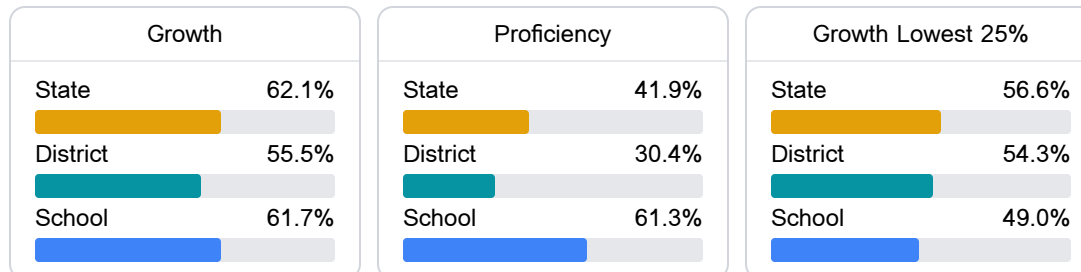 Growth
State 62.1%
District 55.5%
School 61.7%
Proficiency
State 41.9%
District 30.4%
School 61.3%
Growth Lowest 25%
State 56.6%
District 54.3%
School 49.0%